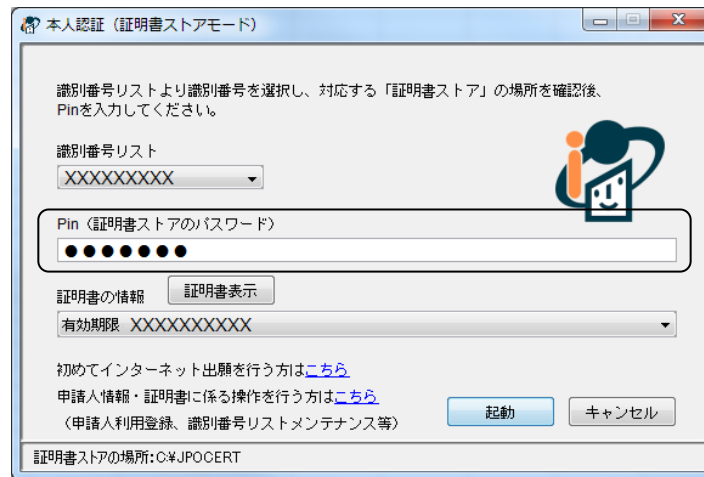 本人認証（証明書ストアモード）
識別番号リストより識別番号を選択し、対応する「証明書ストア」の場所を確認後、
Pinを入力してください。
識別番号リスト
XXXXXXXXX
Pin（証明書ストアのパスワード）
●●●●●●●
証明書の情報 証明書表示
有効期限 XXXXXXXXXX
初めてインターネット出願を行う方はこちら
申請人情報・証明書に係る操作を行う方はこちら
（申請人利用登録、識別番号リストメンテナンス等）
起動 キャンセル
証明書ストアの場所:C:¥JPOCERT